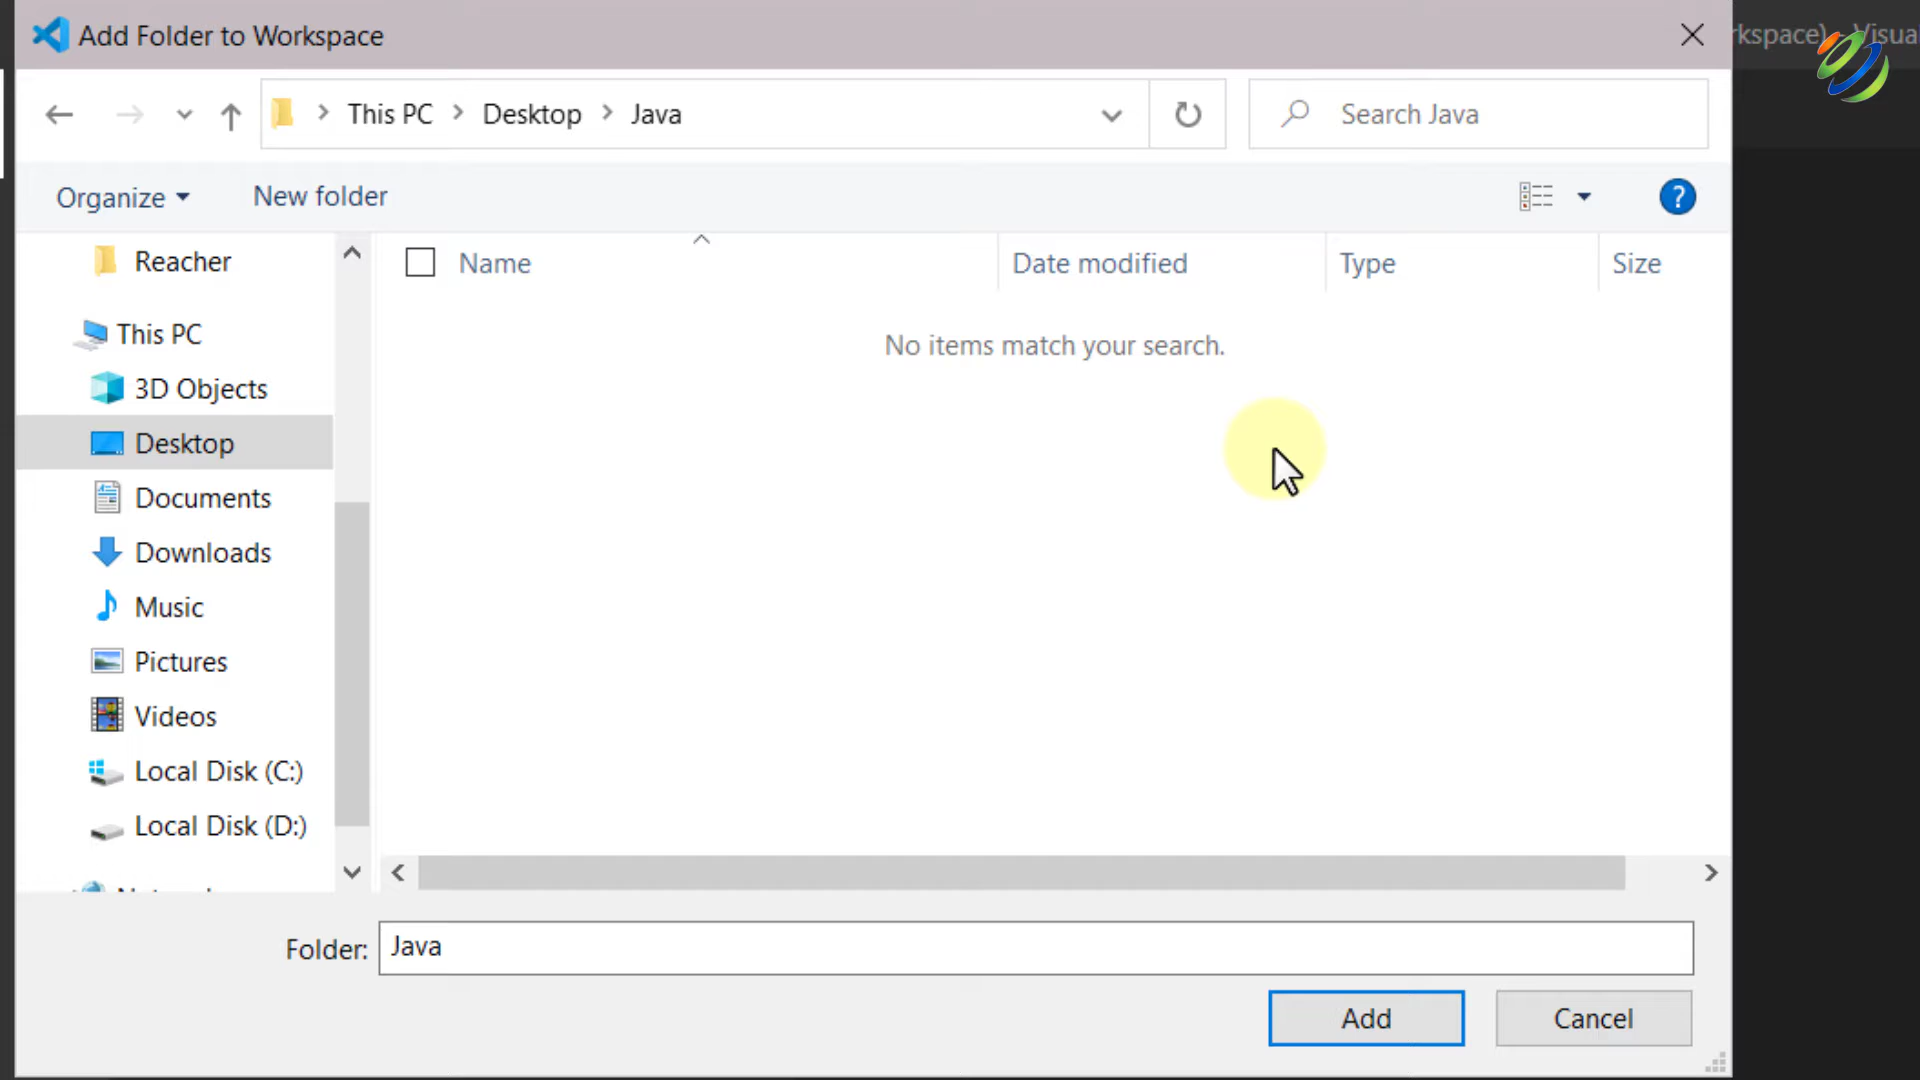 Add Folder to Workspace
rkspace) - Visua
This PC > Desktop > Java
Search Java
Organize
New folder
?
Reacher
Name
Date modified
Type
Size
No items match your search.
This PC
3D Objects
Desktop
Documents
Downloads
Music
Pictures
Videos
Local Disk (C:)
Local Disk (D:)
Folder: Java
Add
Cancel